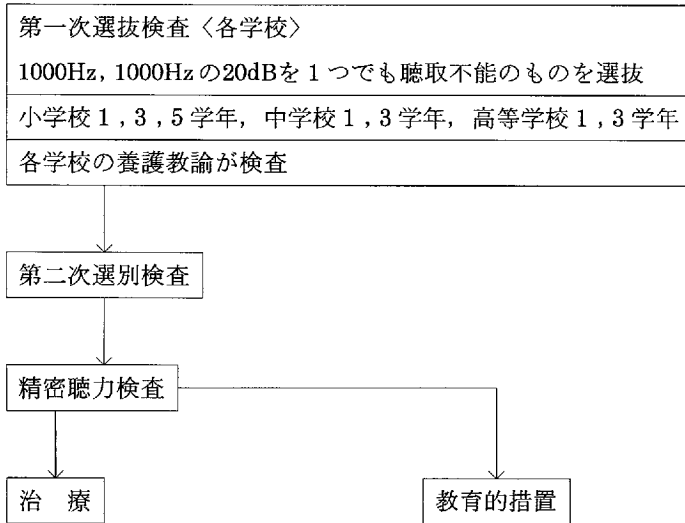 第一次選抜検査〈各学校〉
1000Hz, 1000Hzの20dBを1つでも聴取不能のものを選抜
小学校1, 3, 5学年, 中学校1, 3学年, 高等学校1, 3学年
各学校の養護教諭が検査
第二次選別検査
精密聴力検査
治 療
教育的措置